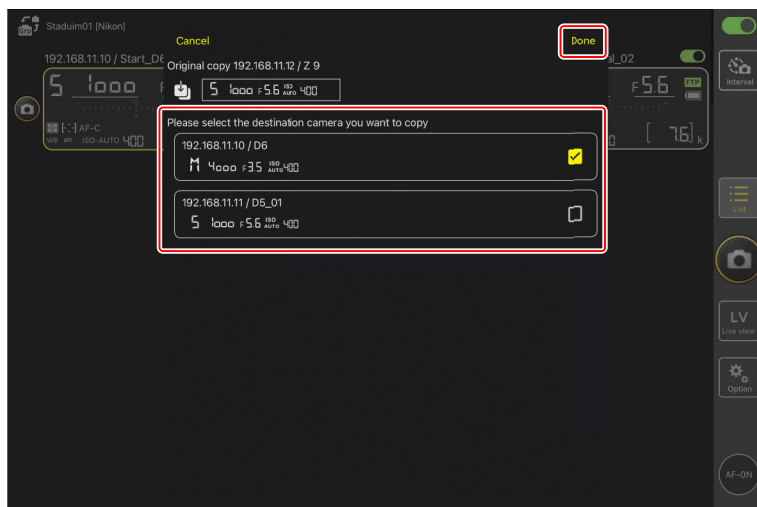 Staduim01 [Nikon]
Cancel
Done
192.168.11.10 / Start_D6
al_02
Original copy 192.168.11.12 / Z 9
S 1000 F5.6 ISO AUTO 400
S 1000 F
F5.6 FTP
Interval
AF-C
WB ISO-AUTO 400
[ 7.6] k
Please select the destination camera you want to copy
192.168.11.10 / D6
M 4000 F3.5 ISO AUTO 400
192.168.11.11 / D5_01
S 1000 F5.6 ISO AUTO 400
List
LV
Live view
Option
AF-ON